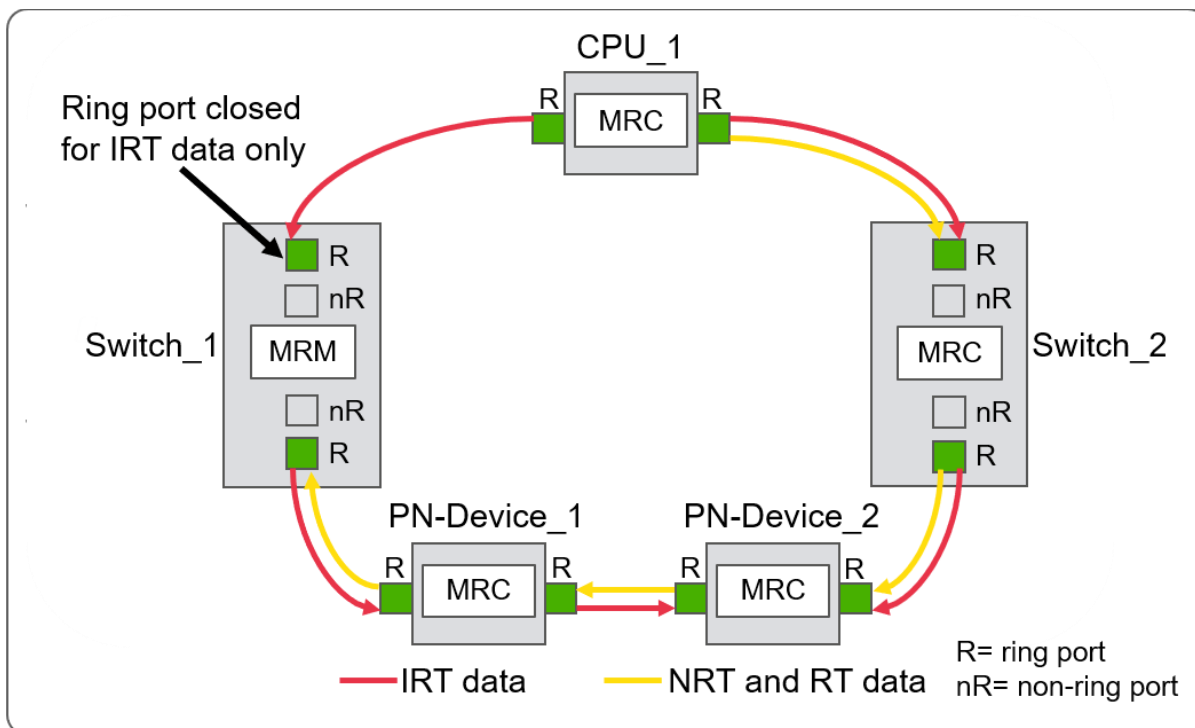 CPU_1
R
R
MRC
Ring port closed
for IRT data only
R
nR
Switch_1
MRM
nR
R
R
nR
MRC
Switch_2
nR
R
PN-Device_1
PN-Device_2
R
MRC
R
R
MRC
R
IRT data
NRT and RT data
R= ring port
nR= non-ring port